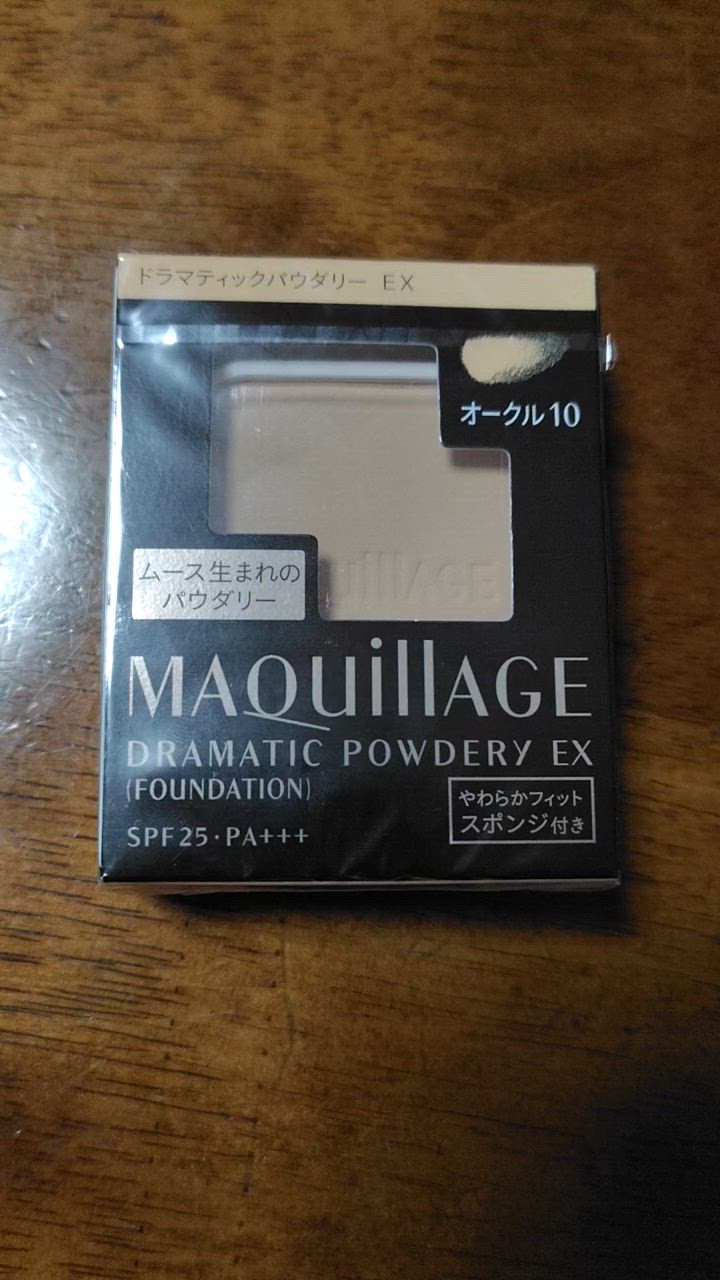 ドラマティックパウダリー EX
オークル10
ムース生まれの
パウダリー
MAQuillAGE
DRAMATIC POWDERY EX
(FOUNDATION)
SPF25・PA+++
やわらかフィット
スポンジ付き